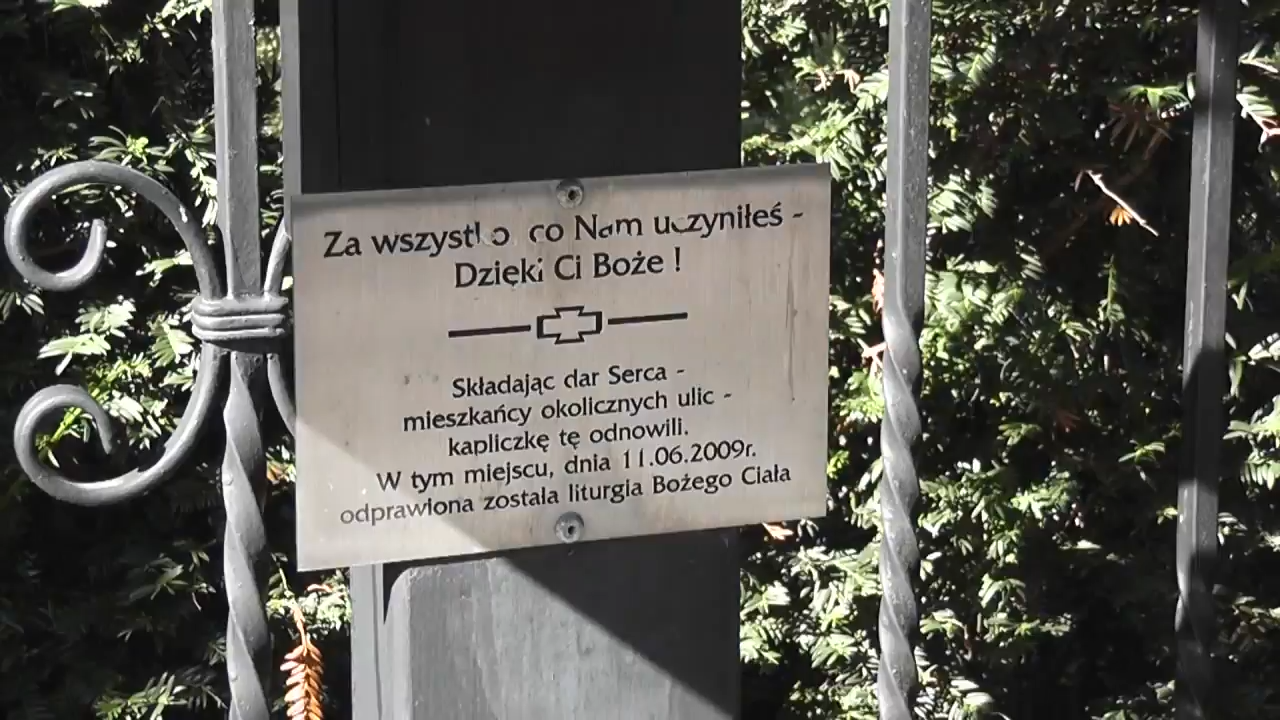 Za wszystko co Nam uczyniłeś -
Dzięki Ci Boże !
Składając dar Serca -
mieszkańcy okolicznych ulic -
kapliczkę tę odnowili.
W tym miejscu, dnia 11.06.2009r.
odprawiona została liturgia Bożego Ciała